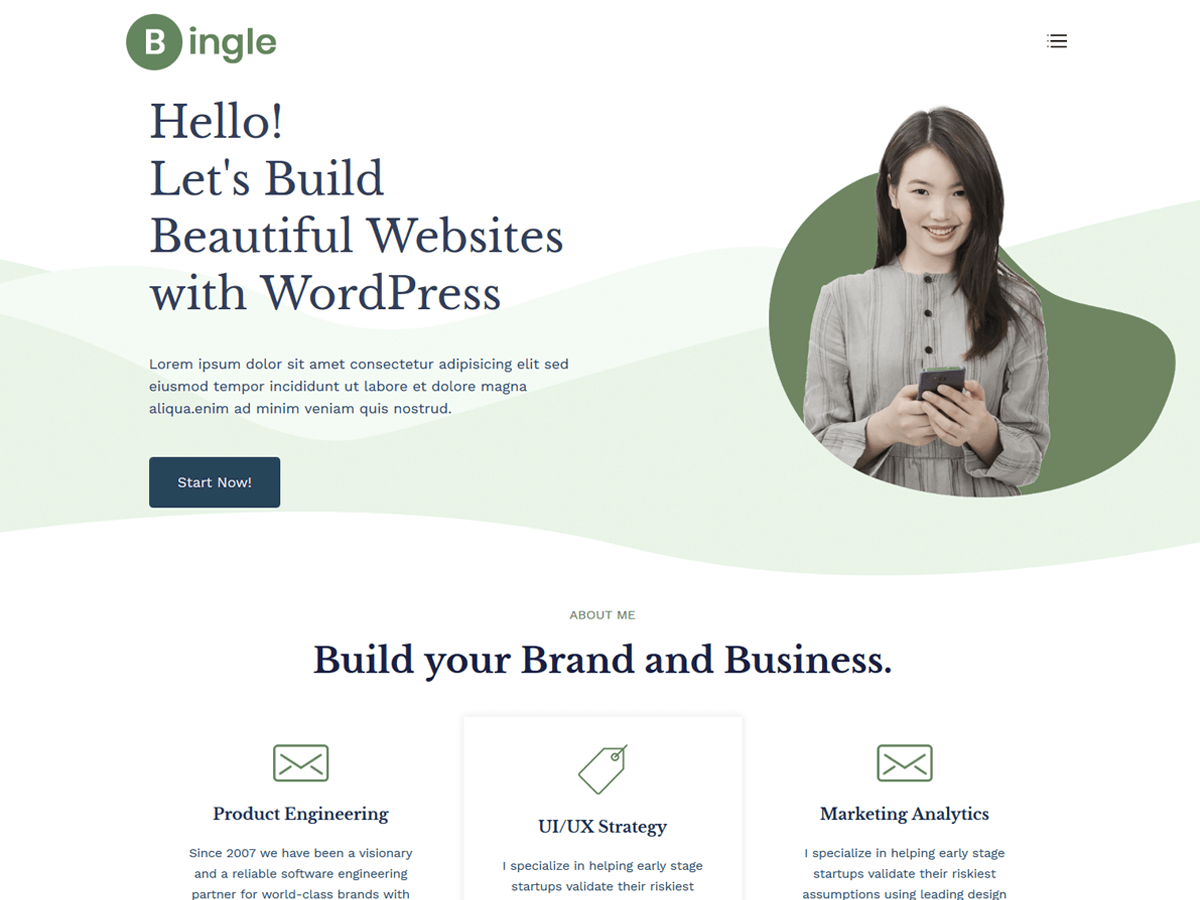 Bingle
Hello!
Let's Build
Beautiful Websites
with WordPress
Lorem ipsum dolor sit amet consectetur adipisicing elit sed
eiusmod tempor incididunt ut labore et dolore magna
aliqua.enim ad minim veniam quis nostrud.
Start Now!
ABOUT ME
Build your Brand and Business.
Product Engineering
Since 2007 we have been a visionary
and a reliable software engineering
partner for world-class brands with
UI/UX Strategy
I specialize in helping early stage
startups validate their riskiest
Marketing Analytics
I specialize in helping early stage
startups validate their riskiest
assumptions using leading design